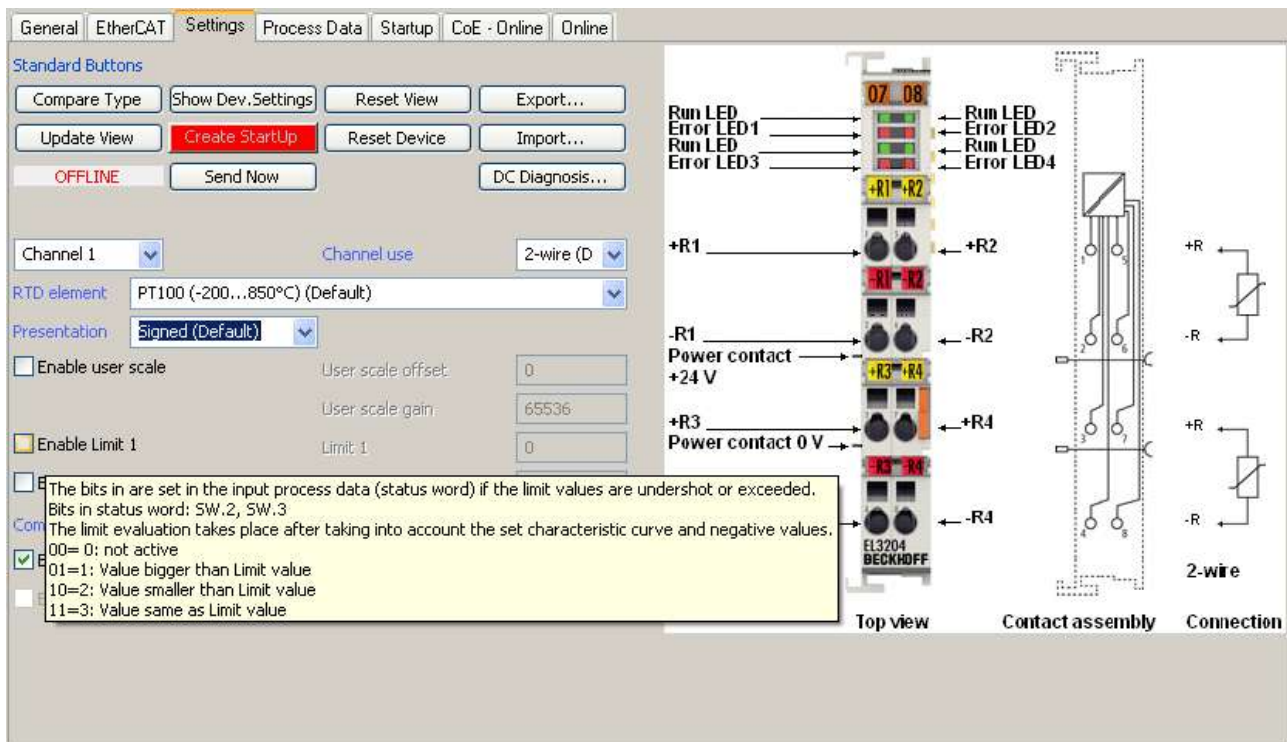 General EtherCAT Settings Process Data Startup CoE - Online Online
Standard Buttons
Compare Type Show Dev.Settings Reset View Export...
Update View Create StartUp Reset Device Import...
OFFLINE Send Now DC Diagnosis...
Channel 1 Channel use 2-wire (D
RTD element PT100 (-200...850°C) (Default)
Presentation Signed (Default)
Enable user scale User scale offset 0
User scale gain 65536
Enable Limit 1 Limit 1 0
The bits in are set in the input process data (status word) if the limit values are undershot or exceeded.
Bits in status word: SW.2, SW.3
The limit evaluation takes place after taking into account the set characteristic curve and negative values.
00= 0: not active
01=1: Value bigger than Limit value
10=2: Value smaller than Limit value
11=3: Value same as Limit value
07 08
Run LED Run LED
Error LED1 Error LED2
Run LED Run LED
Error LED3 Error LED4
+R1 +R2
+R1 +R2
-R1 -R2
-R1 -R2
Power contact
+24 V
+R3 +R4
+R3 +R4
Power contact 0 V
-R3 -R4
-R4
EL3204
BECKHOFF
1 5
2 6
3 7
4 8
+R
-R
+R
-R
2-wire
Top view Contact assembly Connection